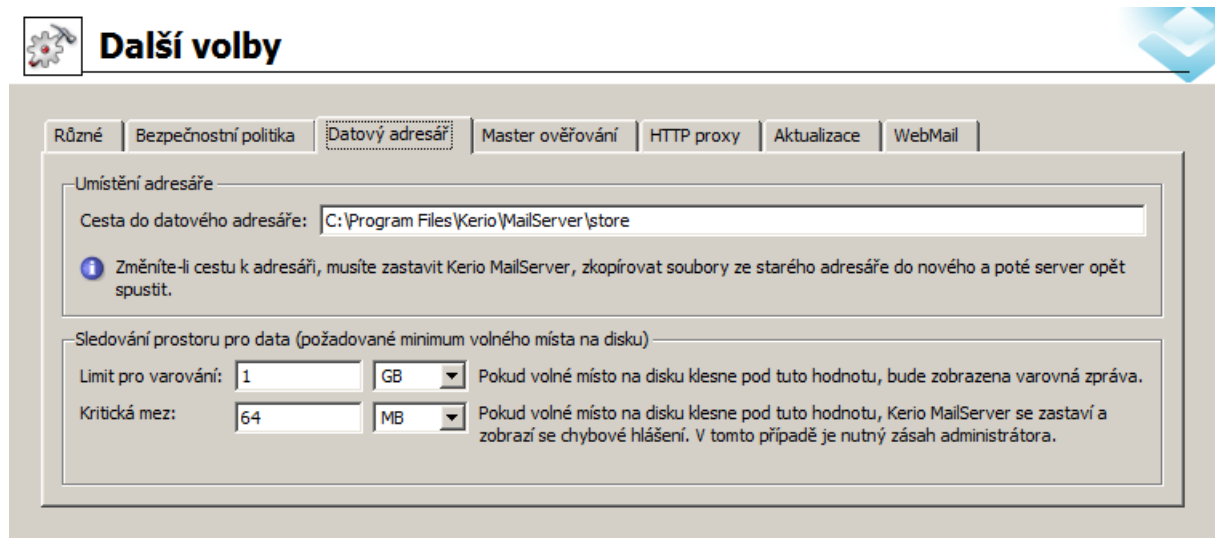 Další volby
Různé
Bezpečnostní politika
Datový adresář
Master ověřování
HTTP proxy
Aktualizace
WebMail
Umístění adresáře
Cesta do datového adresáře: C:\Program Files\Kerio\MailServer\store
Změníte-li cestu k adresáři, musíte zastavit Kerio MailServer, zkopírovat soubory ze starého adresáře do nového a poté server opět
spustit.
Sledování prostoru pro data (požadované minimum volného místa na disku)
Limit pro varování: 1 GB Pokud volné místo na disku klesne pod tuto hodnotu, bude zobrazena varovná zpráva.
Kritická mez: 64 MB Pokud volné místo na disku klesne pod tuto hodnotu, Kerio MailServer se zastaví a
zobrazí se chybové hlášení. V tomto případě je nutný zásah administrátora.